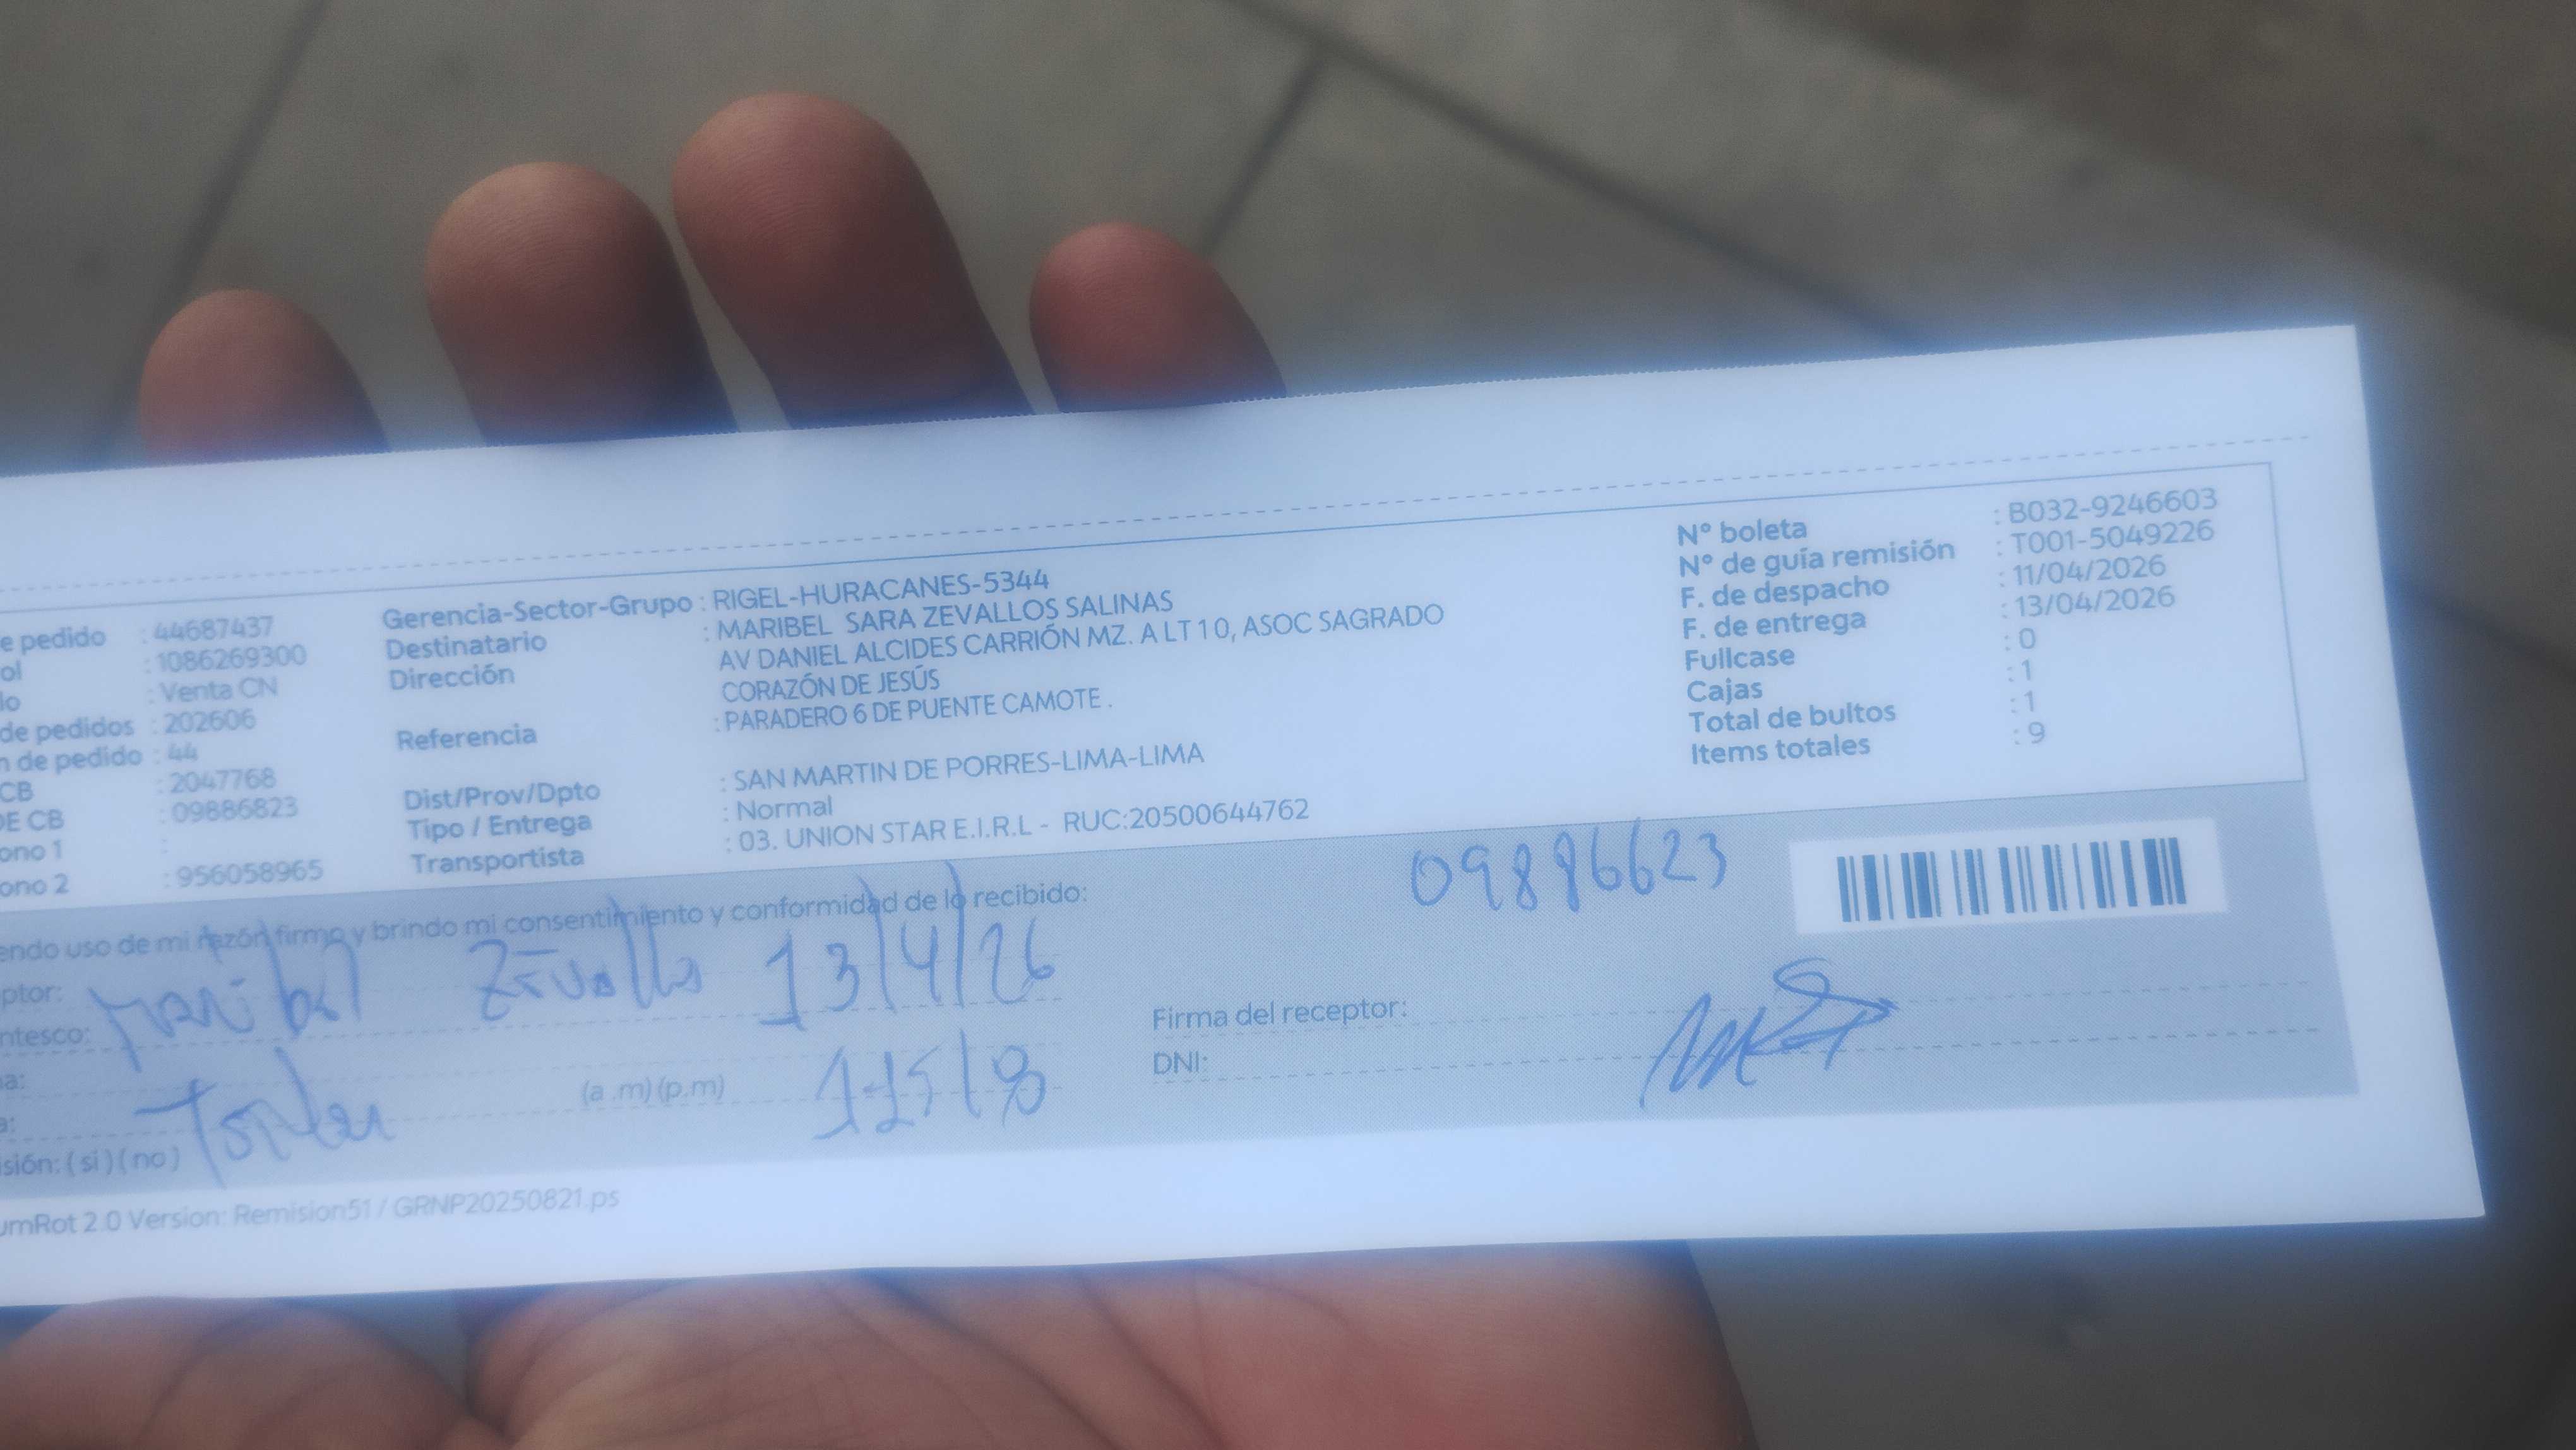 Nº boleta : B032-9246603
Nº de guía remisión : T001-5049226
F. de despacho : 11/04/2026
F. de entrega : 13/04/2026
Fullcase : 0
Cajas : 1
Total de bultos : 1
Items totales : 9
Gerencia-Sector-Grupo : RIGEL-HURACANES-5344
Destinatario : MARIBEL SARA ZEVALLOS SALINAS
Dirección AV DANIEL ALCIDES CARRIÓN MZ. A LT 10, ASOC SAGRADO
CORAZÓN DE JESÚS
Referencia : PARADERO 6 DE PUENTE CAMOTE .
Dist/Prov/Dpto : SAN MARTIN DE PORRES-LIMA-LIMA
Tipo / Entrega : Normal
Transportista : 03. UNION STAR E.I.R.L - RUC:20500644762
e pedido : 44687437
ol : 1086269300
lo : Venta CN
de pedidos : 202606
n de pedido : 44
CB : 2047768
DE CB : 09886823
ono 1 :
ono 2 : 956058965
endo uso de mi razón firmo y brindo mi consentimiento y conformidad de lo recibido:
09886623
ptor: Maribel Zevallos 13/4/26
ntesco:
a:
a: (a .m) (p.m)
sión: ( si ) ( no )
Firma del receptor:
DNI:
umRot 2.0 Version: Remision51 / GRNP20250821.ps